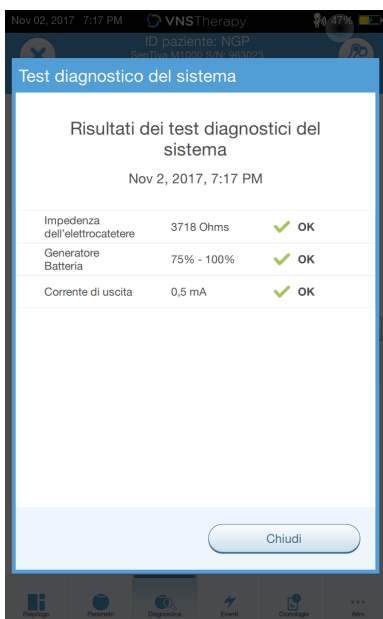 Nov 02, 2017 7:17 PM VNSTherapy 47%
ID paziente: NGP
SenTiva M1000 S/N: 963023
Test diagnostico del sistema
Risultati dei test diagnostici del
sistema
Nov 2, 2017, 7:17 PM
Impedenza
dell'elettrocatetere 3718 Ohms OK
Generatore
Batteria 75% - 100% OK
Corrente di uscita 0,5 mA OK
Chiudi
Riepilogo Parametri Diagnostica Eventi Cronologia Altro